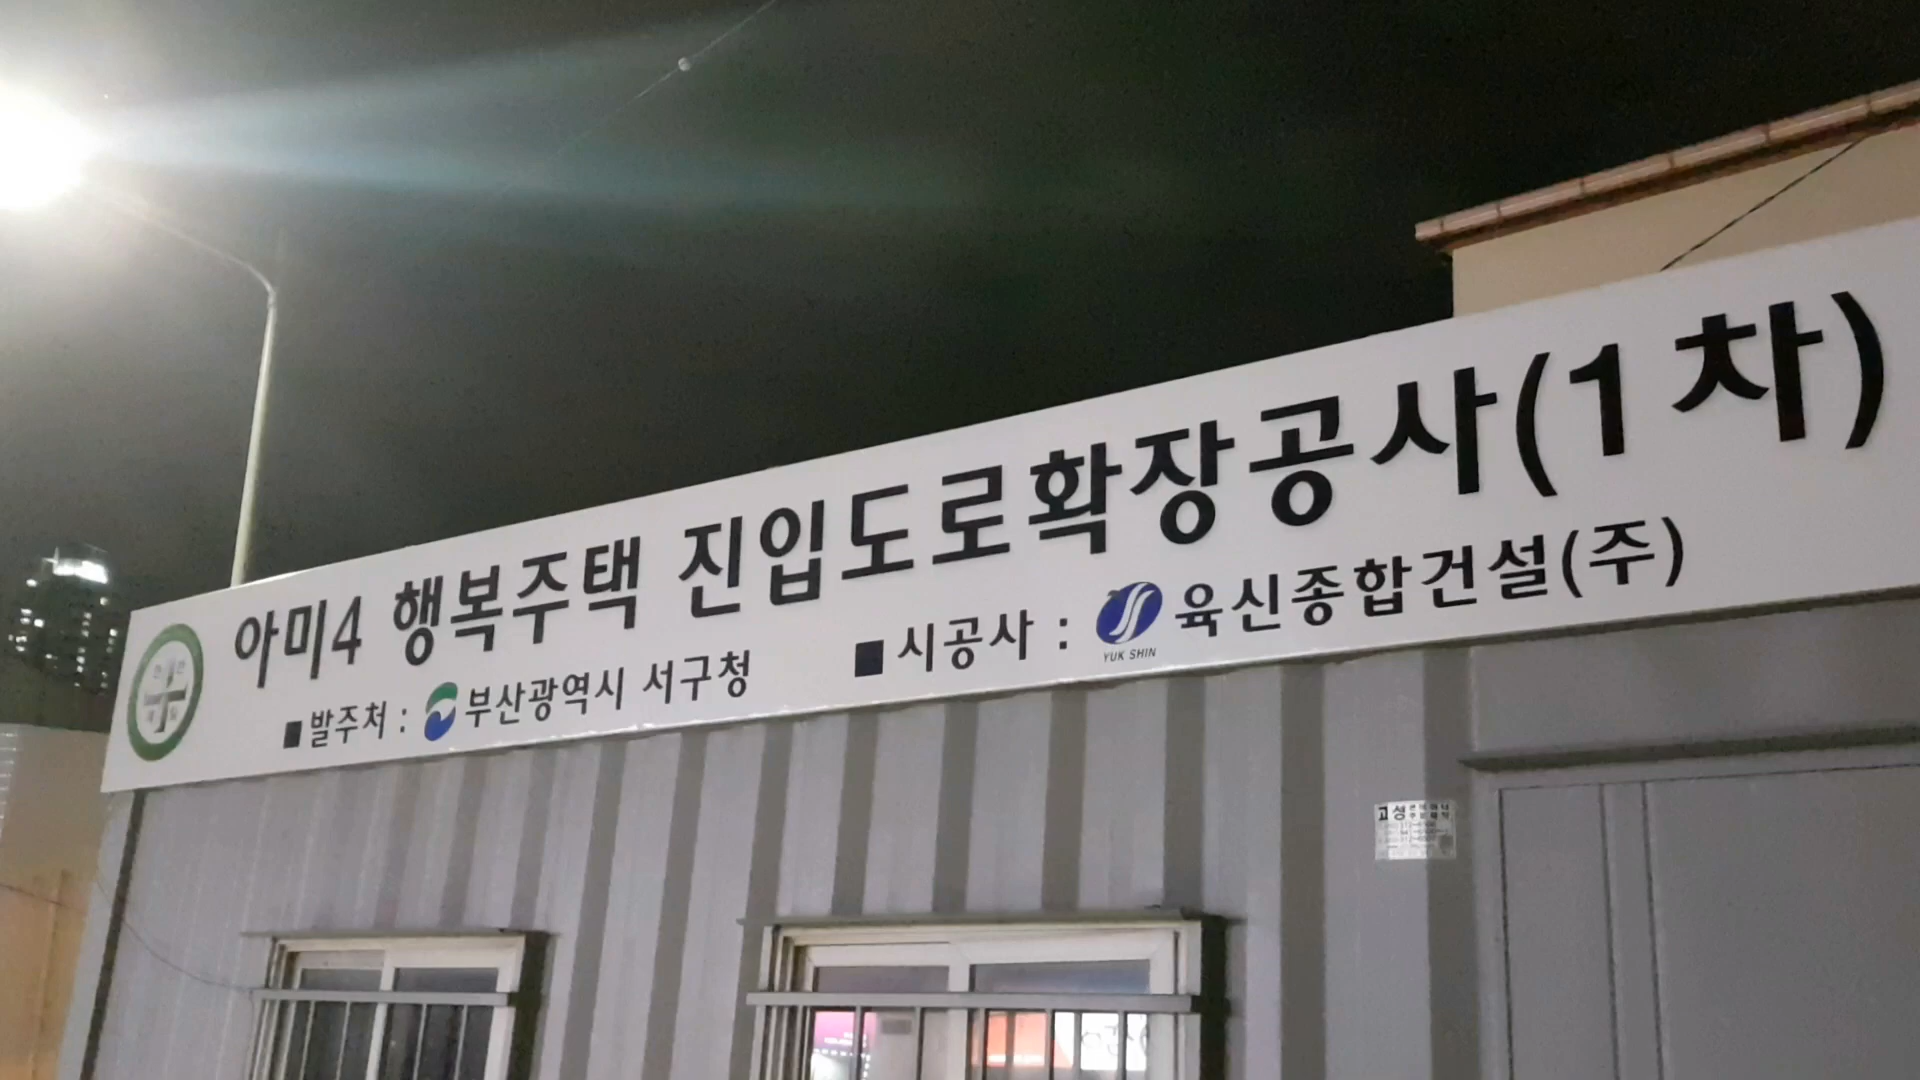 아미4 행복주택 진입도로확장공사(1차)
■발주처 : 부산광역시 서구청
■시공사 : YUK SHIN 육신종합건설(주)
고성